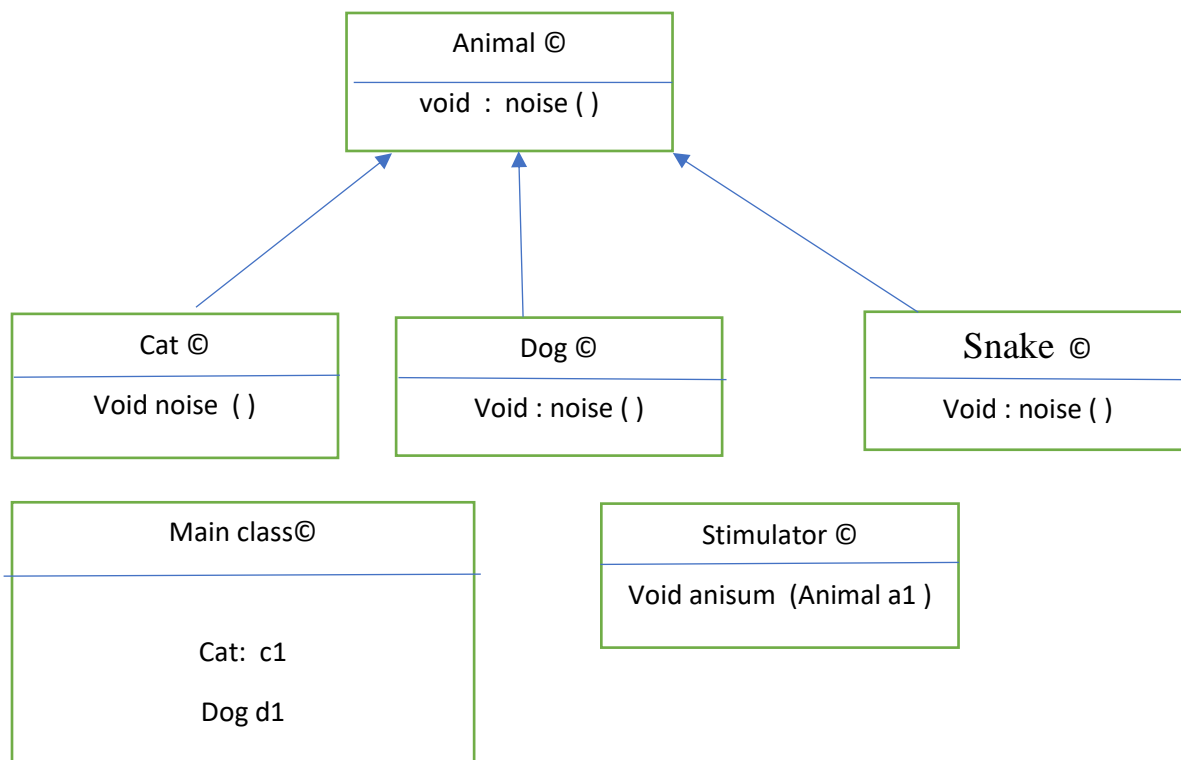 Animal ©
void : noise ( )
Cat ©
Void noise ( )
Dog ©
Void : noise ( )
Snake ©
Void : noise ( )
Main class©
Cat: c1
Dog d1
Stimulator ©
Void anisum (Animal a1 )